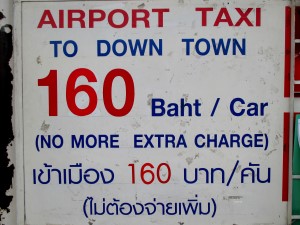 AIRPORT TAXI
TO DOWN TOWN
160 Baht / Car
(NO MORE EXTRA CHARGE)
เข้าเมือง 160 บาท/คัน
(ไม่ต้องจ่ายเพิ่ม)